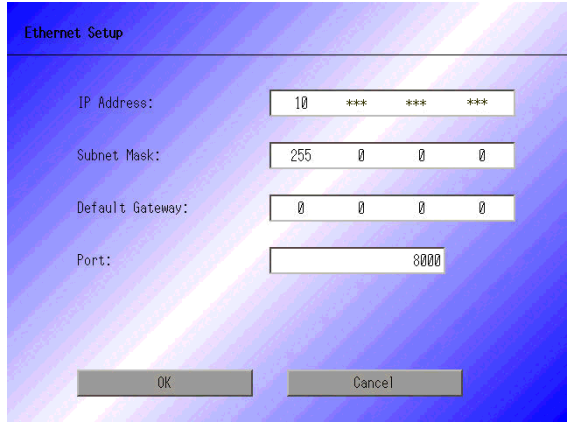 Ethernet Setup
IP Address: 10 *** *** ***
Subnet Mask: 255 0 0 0
Default Gateway: 0 0 0 0
Port: 8000
OK Cancel